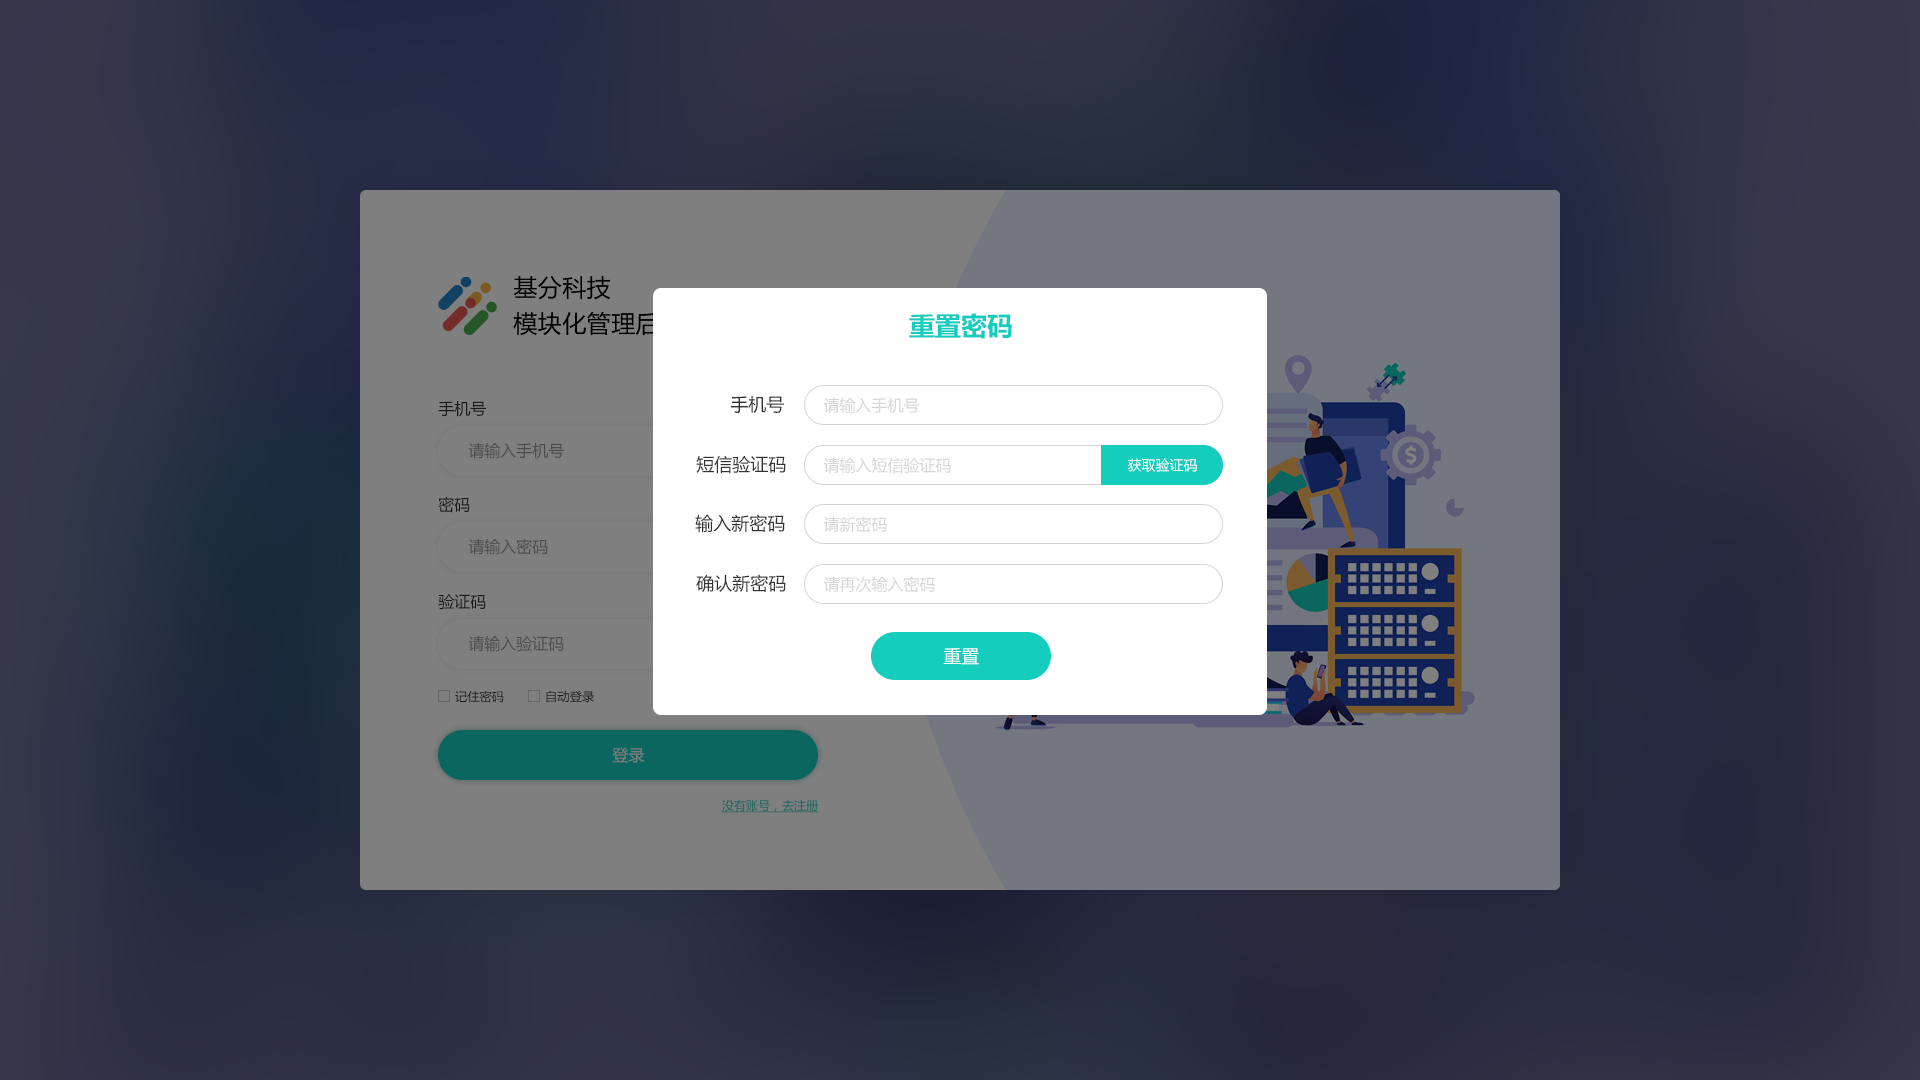 基分科技
模块化管理后
手机号
请输入手机号
密码
请输入密码
验证码
请输入验证码
记住密码 自动登录
登录
没有账号，去注册
重置密码
手机号 请输入手机号
短信验证码 请输入短信验证码 获取验证码
输入新密码 请新密码
确认新密码 请再次输入密码
重置
$